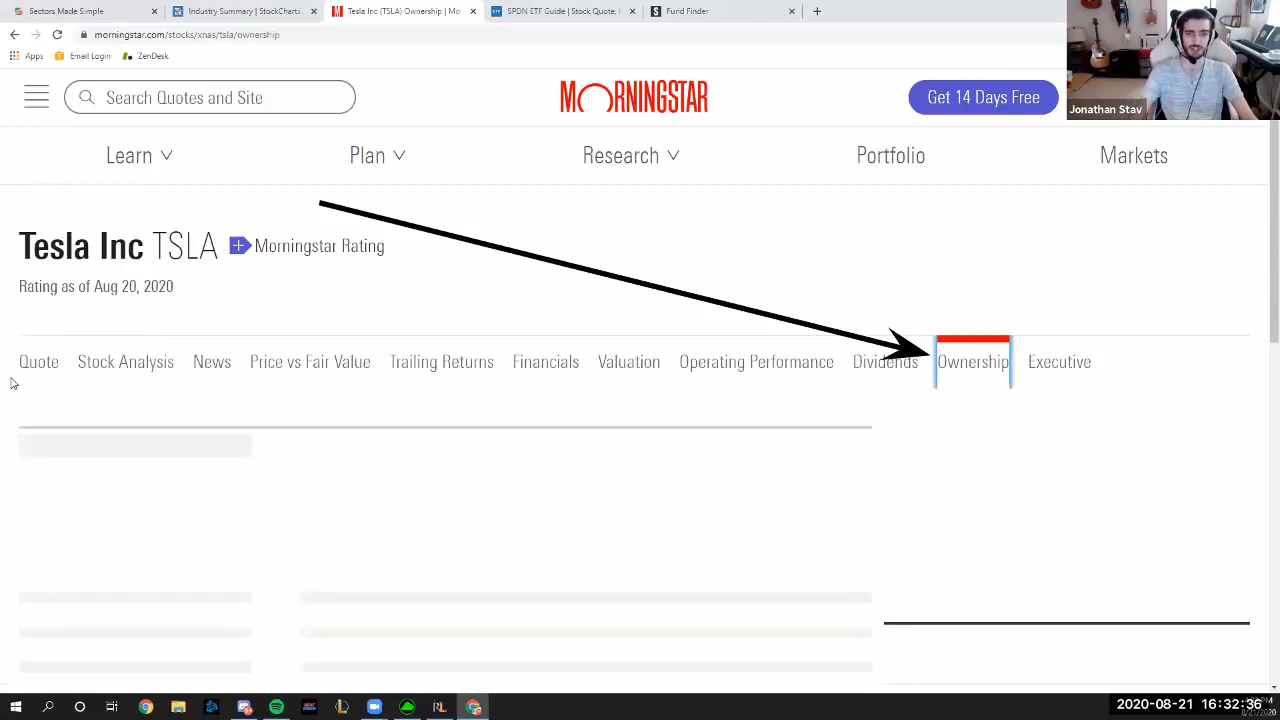 Sectors Made Simple
Industry Summary | StockCharts.
Tesla Inc (TSLA) Ownership | Mo
SPDN ETF Guide | Stock Quote, H
Fund Finder
morningstar.com/stocks/xnas/tsla/ownership
Apps
Email Login
ZenDesk
Jonathan Stav
Search Quotes and Site
MORNINGSTAR
Get 14 Days Free
Learn
Plan
Research
Portfolio
Markets
Tesla Inc TSLA
Morningstar Rating
Rating as of Aug 20, 2020
Quote
Stock Analysis
News
Price vs Fair Value
Trailing Returns
Financials
Valuation
Operating Performance
Dividends
Ownership
Executive
2020-08-21 16:32:36